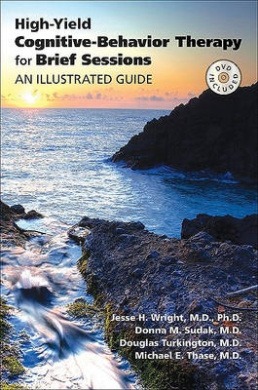 High-Yield
Cognitive-Behavior Therapy
for Brief Sessions
AN ILLUSTRATED GUIDE
DVD
INCLUDED
Jesse H. Wright, M.D., Ph.D.
Donna M. Sudak, M.D.
Douglas Turkington, M.D.
Michael E. Thase, M.D.